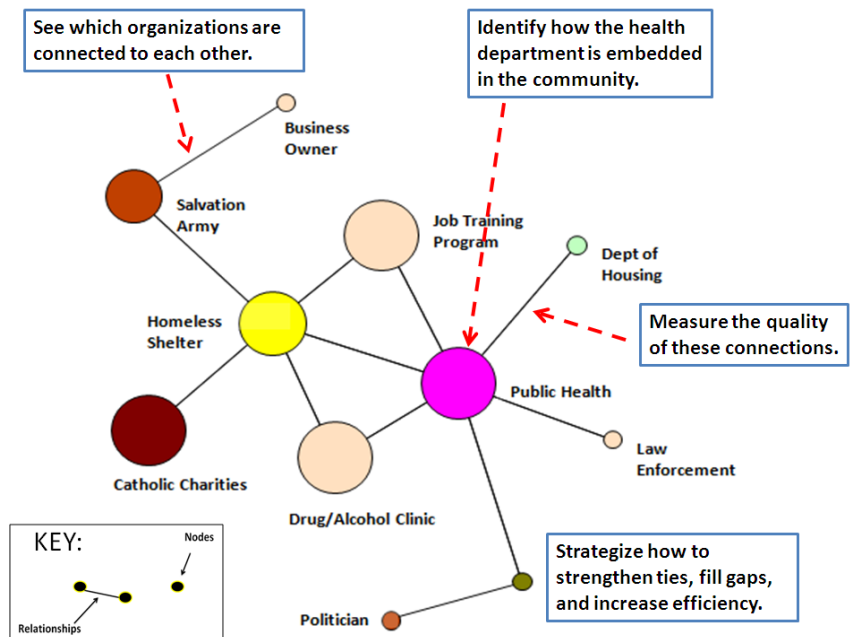 See which organizations are
connected to each other.
Identify how the health
department is embedded
in the community.
Business
Owner
Salvation
Army
Job Training
Program
Dept of
Housing
Homeless
Shelter
Measure the quality
of these connections.
Public Health
Catholic Charities
Law
Enforcement
Drug/Alcohol Clinic
KEY:
Nodes
Relationships
Strategize how to
strengthen ties, fill gaps,
and increase efficiency.
Politician